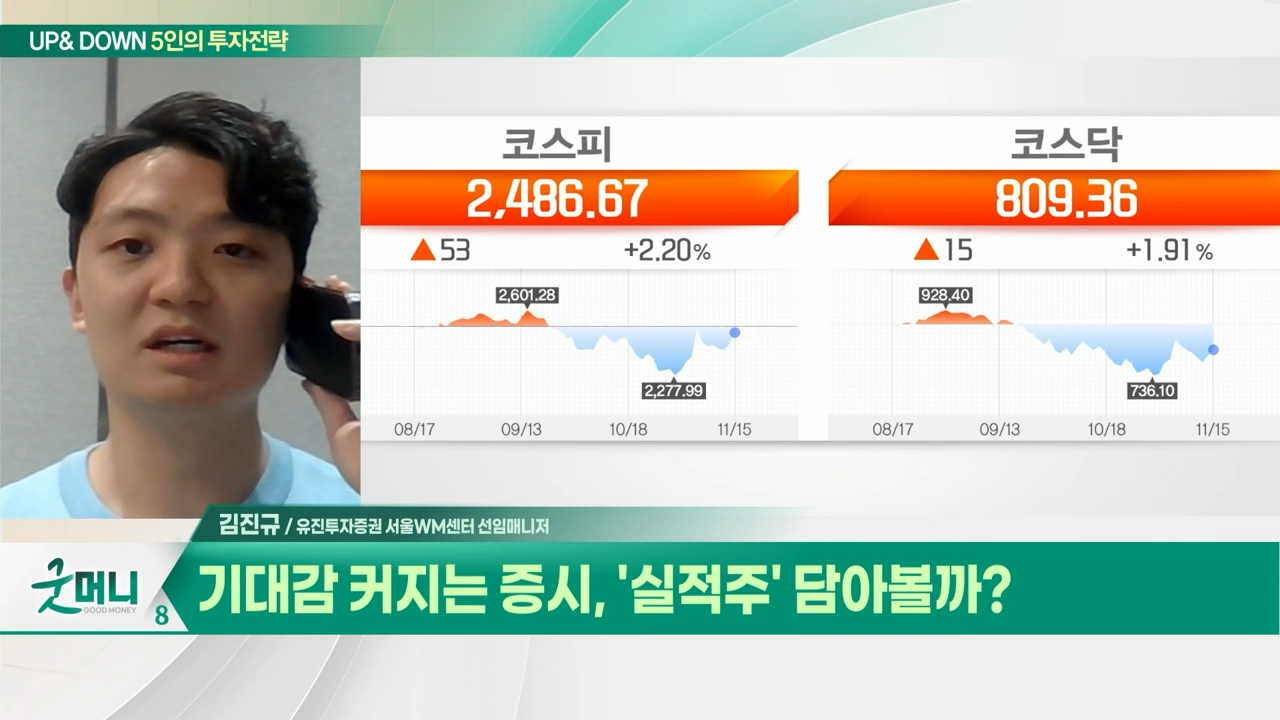 UP& DOWN 5인의 투자전략
코스피
2,486.67
▲53 +2.20%
2,601.28
2,277.99
08/17 09/13 10/18 11/15
코스닥
809.36
▲15 +1.91%
928.40
736.10
08/17 09/13 10/18 11/15
김진규 / 유진투자증권 서울WM센터 선임매니저
굿머니
GOOD MONEY
8
기대감 커지는 증시, '실적주' 담아볼까?